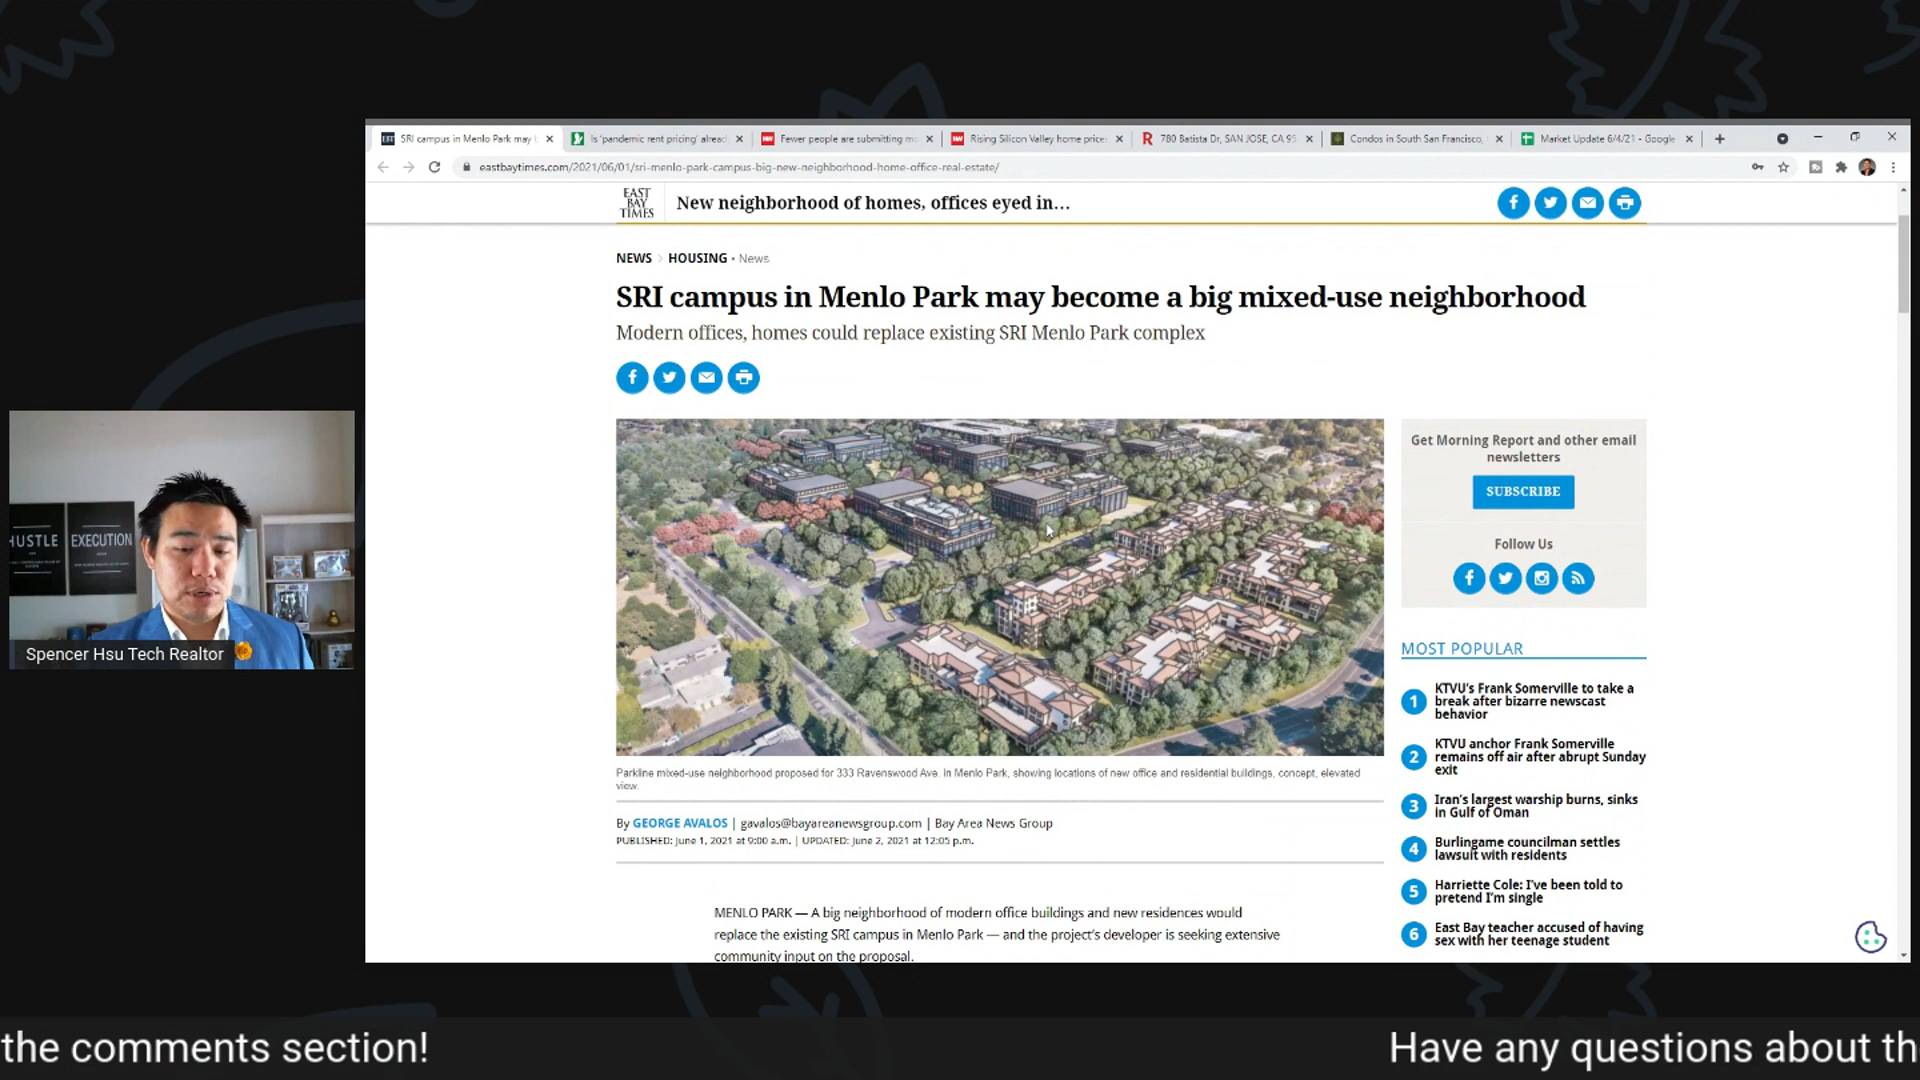 SRI campus in Menlo Park may
Is 'pandemic rent pricing' alread
Fewer people are submitting mo
Rising Silicon Valley home price
780 Batista Dr, SAN JOSE, CA 95
Condos in South San Francisco,
Market Update 6/4/21 - Google
eastbaytimes.com/2021/06/01/sri-menlo-park-campus-big-new-neighborhood-home-office-real-estate/
EAST
BAY
TIMES
New neighborhood of homes, offices eyed in...
NEWS > HOUSING • News
SRI campus in Menlo Park may become a big mixed-use neighborhood
Modern offices, homes could replace existing SRI Menlo Park complex
Get Morning Report and other email
newsletters
SUBSCRIBE
Follow Us
HUSTLE
EXECUTION
Spencer Hsu Tech Realtor
MOST POPULAR
1 KTVU's Frank Somerville to take a
break after bizarre newscast
behavior
2 KTVU anchor Frank Somerville
remains off air after abrupt Sunday
exit
3 Iran's largest warship burns, sinks
in Gulf of Oman
4 Burlingame councilman settles
lawsuit with residents
5 Harriette Cole: I've been told to
pretend I'm single
6 East Bay teacher accused of having
sex with her teenage student
Parkline mixed-use neighborhood proposed for 333 Ravenswood Ave. in Menlo Park, showing locations of new office and residential buildings, concept, elevated
view.
By GEORGE AVALOS | gavalos@bayareanewsgroup.com | Bay Area News Group
PUBLISHED: June 1, 2021 at 9:00 a.m. | UPDATED: June 2, 2021 at 12:05 p.m.
MENLO PARK — A big neighborhood of modern office buildings and new residences would
replace the existing SRI campus in Menlo Park — and the project's developer is seeking extensive
community input on the proposal.
the comments section!
Have any questions about th